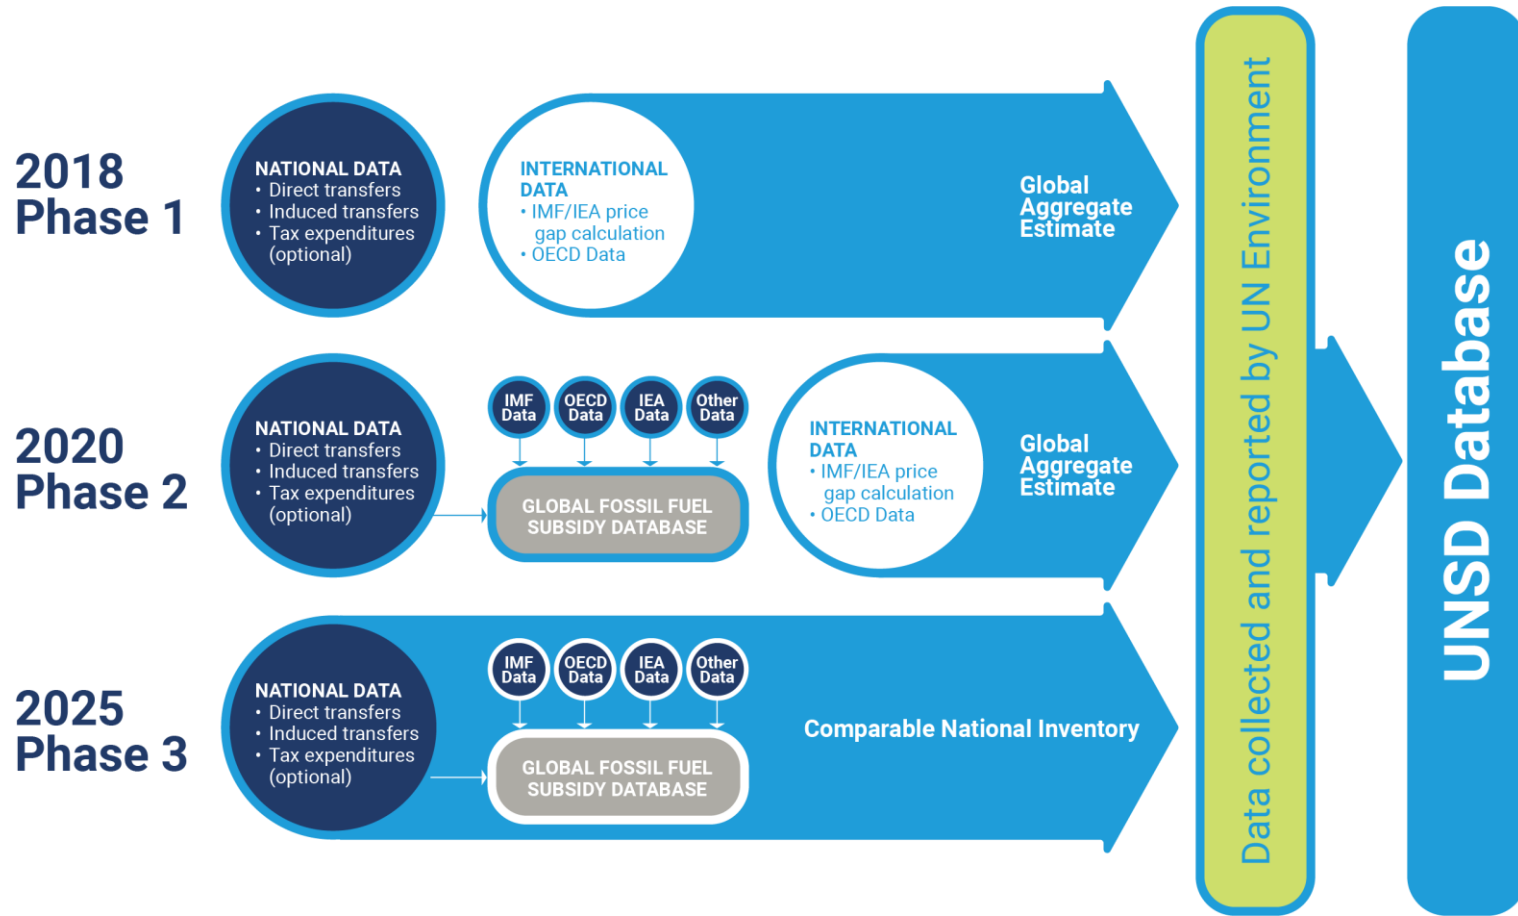 2018
Phase 1
NATIONAL DATA
• Direct transfers
• Induced transfers
• Tax expenditures
(optional)
INTERNATIONAL
DATA
• IMF/IEA price
gap calculation
• OECD Data
Global
Aggregate
Estimate
2020
Phase 2
NATIONAL DATA
• Direct transfers
• Induced transfers
• Tax expenditures
(optional)
IMF
Data
OECD
Data
IEA
Data
Other
Data
GLOBAL FOSSIL FUEL
SUBSIDY DATABASE
INTERNATIONAL
DATA
• IMF/IEA price
gap calculation
• OECD Data
Global
Aggregate
Estimate
2025
Phase 3
NATIONAL DATA
• Direct transfers
• Induced transfers
• Tax expenditures
(optional)
IMF
Data
OECD
Data
IEA
Data
Other
Data
GLOBAL FOSSIL FUEL
SUBSIDY DATABASE
Comparable National Inventory
Data collected and reported by UN Environment
UNSD Database